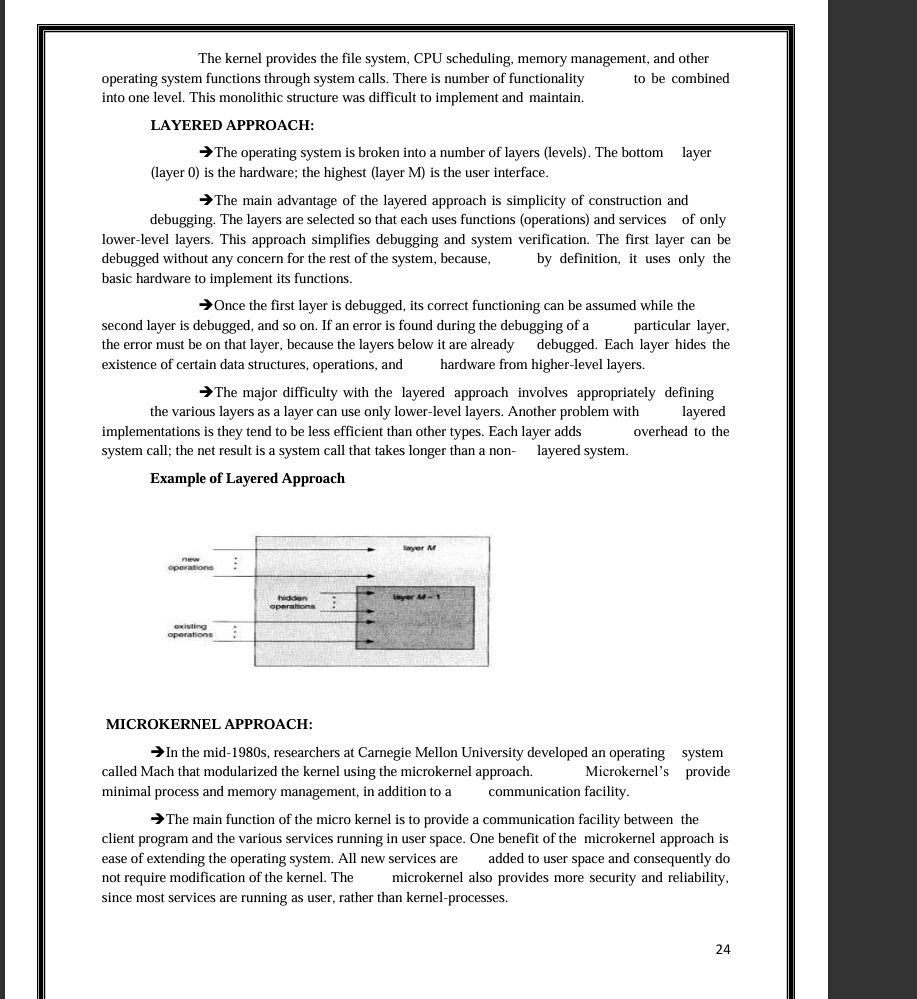 The kernel provides the file system, CPU scheduling, memory management, and other
operating system functions through system calls. There is number of functionality to be combined
into one level. This monolithic structure was difficult to implement and maintain.
LAYERED APPROACH:
➔The operating system is broken into a number of layers (levels). The bottom layer
(layer 0) is the hardware; the highest (layer M) is the user interface.
➔The main advantage of the layered approach is simplicity of construction and
debugging. The layers are selected so that each uses functions (operations) and services of only
lower-level layers. This approach simplifies debugging and system verification. The first layer can be
debugged without any concern for the rest of the system, because, by definition, it uses only the
basic hardware to implement its functions.
➔Once the first layer is debugged, its correct functioning can be assumed while the
second layer is debugged, and so on. If an error is found during the debugging of a particular layer,
the error must be on that layer, because the layers below it are already debugged. Each layer hides the
existence of certain data structures, operations, and hardware from higher-level layers.
➔The major difficulty with the layered approach involves appropriately defining
the various layers as a layer can use only lower-level layers. Another problem with layered
implementations is they tend to be less efficient than other types. Each layer adds overhead to the
system call; the net result is a system call that takes longer than a non- layered system.
Example of Layered Approach
layer M
new
operations
hidden
operations
layer M – 1
existing
operations
MICROKERNEL APPROACH:
➔In the mid-1980s, researchers at Carnegie Mellon University developed an operating system
called Mach that modularized the kernel using the microkernel approach. Microkernel's provide
minimal process and memory management, in addition to a communication facility.
➔The main function of the micro kernel is to provide a communication facility between the
client program and the various services running in user space. One benefit of the microkernel approach is
ease of extending the operating system. All new services are added to user space and consequently do
not require modification of the kernel. The microkernel also provides more security and reliability,
since most services are running as user, rather than kernel-processes.
24